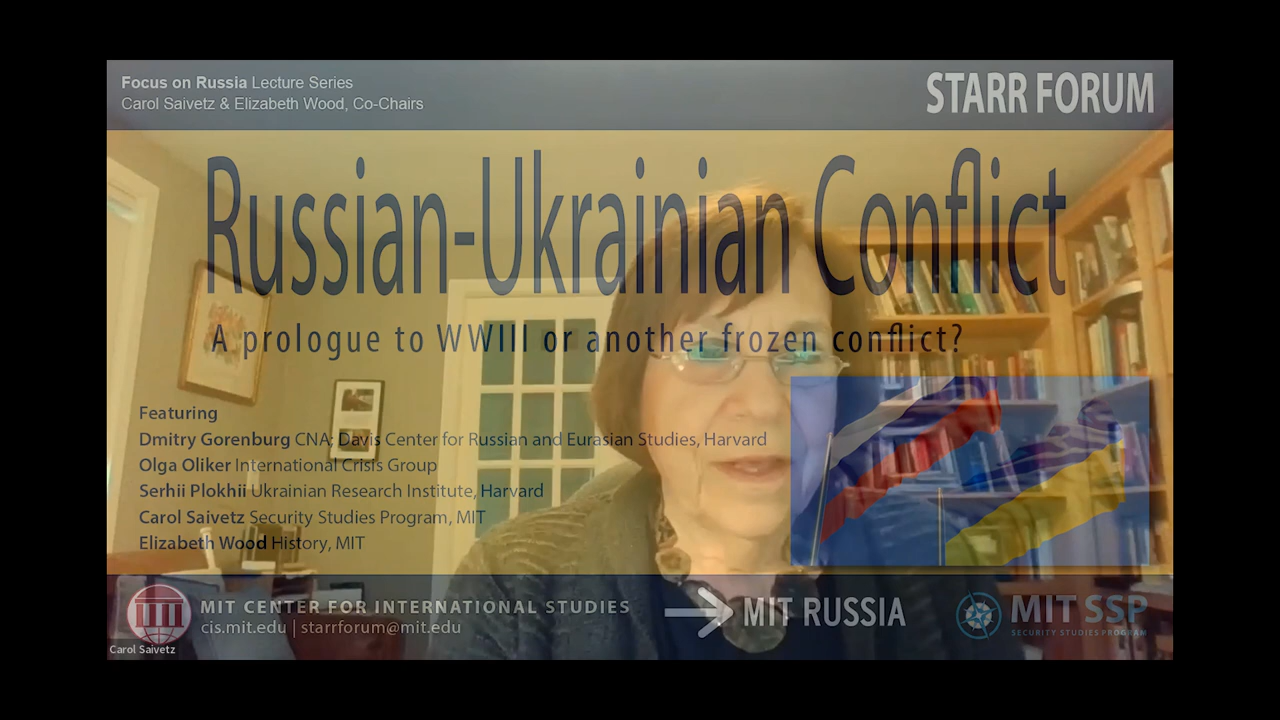 Focus on Russia Lecture Series
Carol Saivetz & Elizabeth Wood, Co-Chairs
STARR FORUM
Russian-Ukrainian Conflict
A prologue to WWIII or another frozen conflict?
Featuring
Dmitry Gorenburg CNA; Davis Center for Russian and Eurasian Studies, Harvard
Olga Oliker International Crisis Group
Serhii Plokhii Ukrainian Research Institute, Harvard
Carol Saivetz Security Studies Program, MIT
Elizabeth Wood History, MIT
MIT CENTER FOR INTERNATIONAL STUDIES
cis.mit.edu | starrforum@mit.edu
MIT RUSSIA
MIT SSP
SECURITY STUDIES PROGRAM
Carol Saivetz